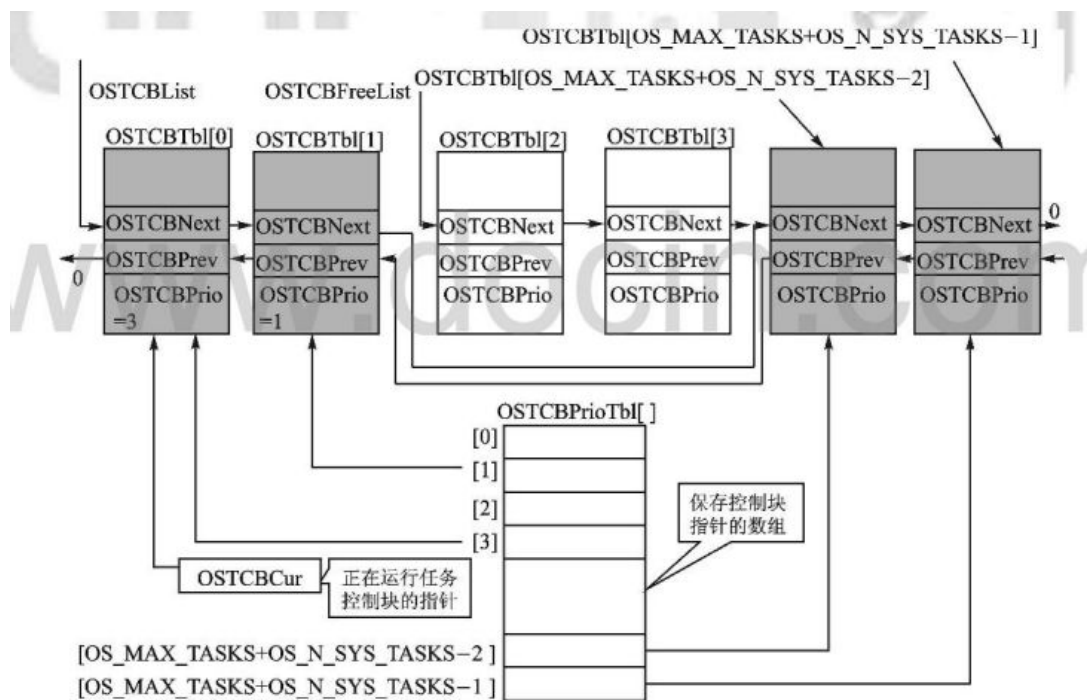 OSTCBTbl[OS_MAX_TASKS+OS_N_SYS_TASKS−1]
OSTCBTbl[OS_MAX_TASKS+OS_N_SYS_TASKS−2]
OSTCBList
OSTCBFreeList
OSTCBTbl[0]
OSTCBTbl[1]
OSTCBTbl[2]
OSTCBTbl[3]
OSTCBNext
OSTCBNext
OSTCBNext
OSTCBNext
OSTCBNext
OSTCBNext
0
OSTCBPrev
OSTCBPrev
OSTCBPrev
OSTCBPrev
OSTCBPrev
OSTCBPrev
0
OSTCBPrio
=3
OSTCBPrio
=1
OSTCBPrio
OSTCBPrio
OSTCBPrio
OSTCBPrio
www.docin.com
OSTCBPrioTbl[ ]
[0]
[1]
[2]
[3]
保存控制块
指针的数组
OSTCBCur
正在运行任务
控制块的指针
[OS_MAX_TASKS+OS_N_SYS_TASKS−2 ]
[OS_MAX_TASKS+OS_N_SYS_TASKS−1 ]